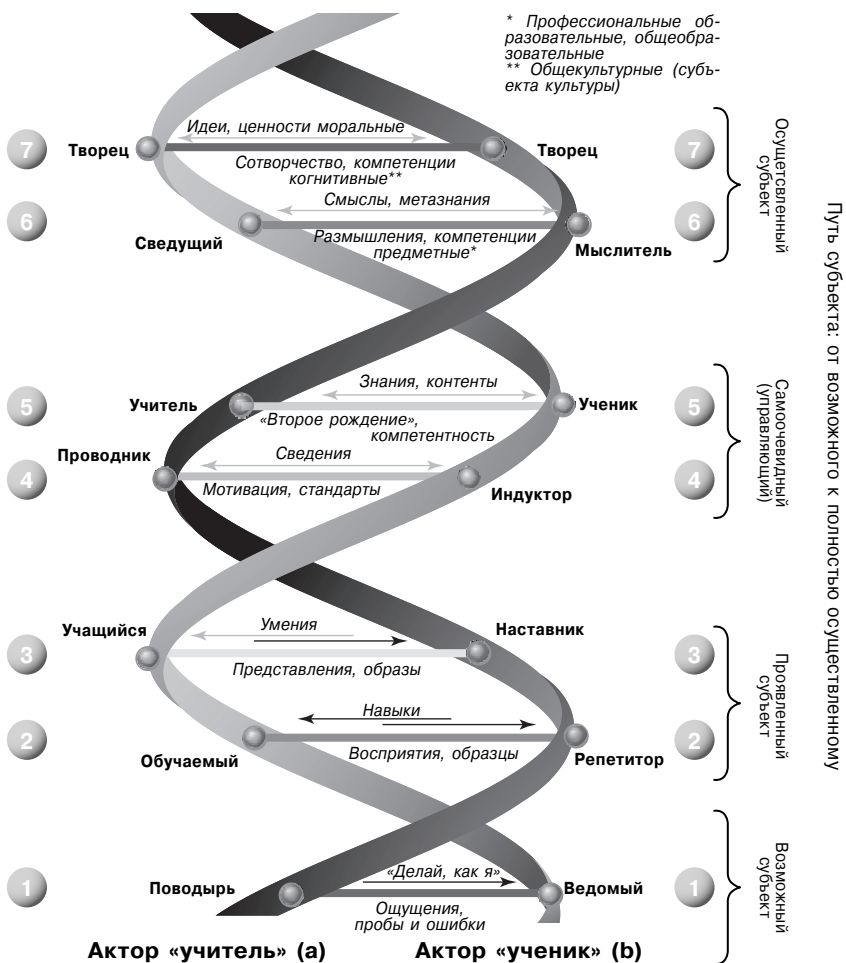 * Профессиональные об-
разовательные, общеобра-
зовательные
** Общекультурные (субъ-
екта культуры)
Идеи, ценности моральные
7 Творец Творец 7
Сотворчество, компетенции
когнитивные**
Смыслы, метазнания
6 Сведущий Мыслитель 6
Размышления, компетенции
предметные*
Осущетсвленный
субъект
Знания, контенты
5 Учитель Ученик 5
«Второе рождение»,
компетентность
Проводник
Сведения
4 Индуктор 4
Мотивация, стандарты
Самоочевидный
(управляющий)
Учащийся Умения Наставник
3 3
Представления, образы
Навыки
2 2
Обучаемый Восприятия, образцы Репетитор
Проявленный
субъект
«Делай, как я»
1 Поводырь Ведомый 1
Ощущения,
пробы и ошибки
Возможный
субъект
Актор «учитель» (a) Актор «ученик» (b)
Путь субъекта: от возможного к полностью осуществленному